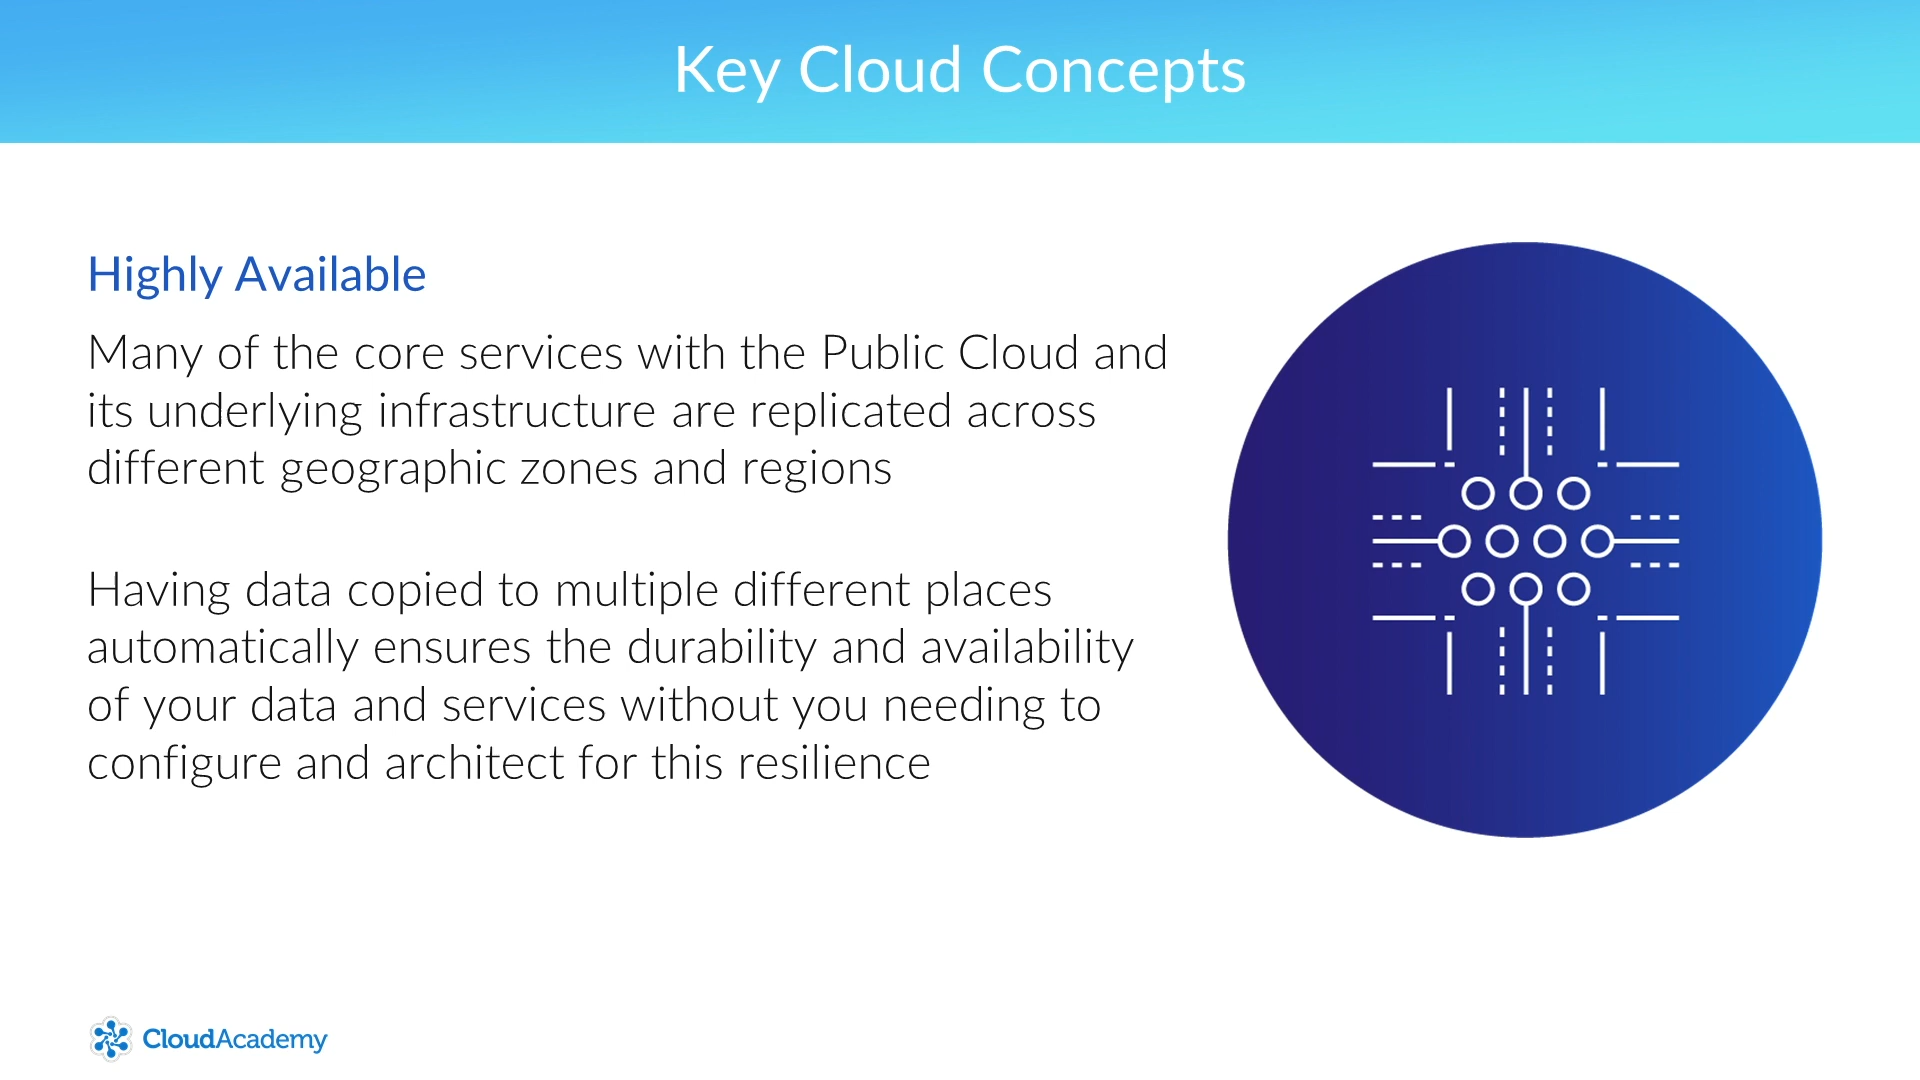 Key Cloud Concepts
Highly Available
Many of the core services with the Public Cloud and
its underlying infrastructure are replicated across
different geographic zones and regions
Having data copied to multiple different places
automatically ensures the durability and availability
of your data and services without you needing to
configure and architect for this resilience
CloudAcademy